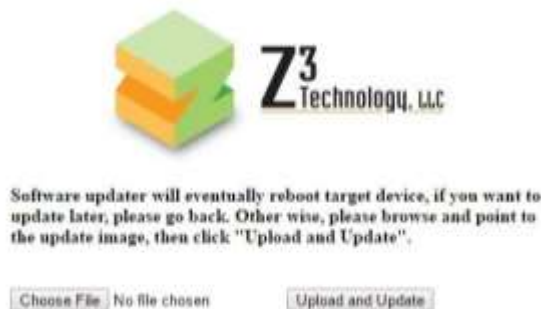 Z3
Technology, LLC
Software updater will eventually reboot target device, if you want to
update later, please go back. Other wise, please browse and point to
the update image, then click "Upload and Update".
Choose File No file chosen Upload and Update